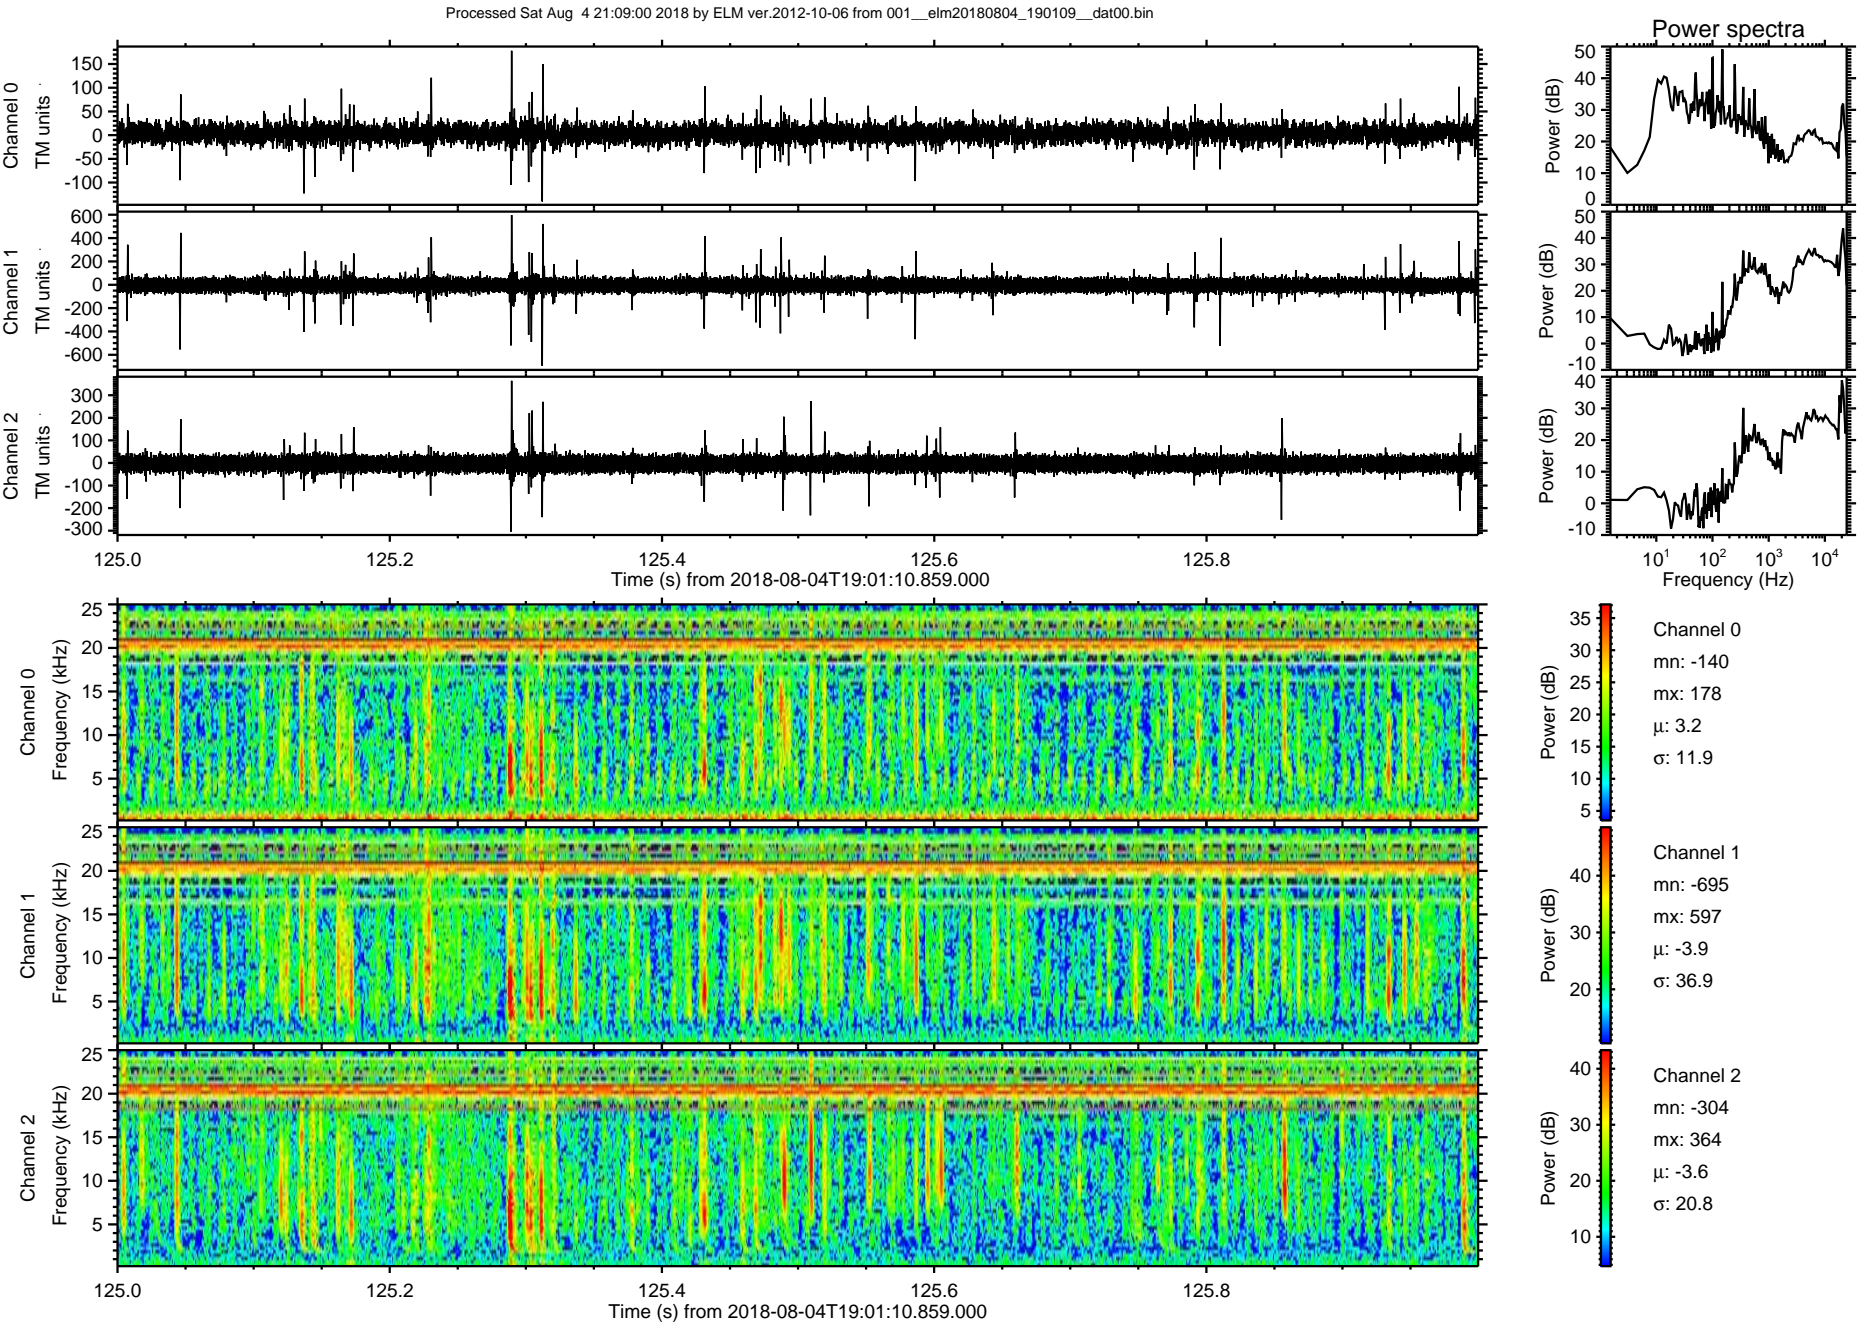 Processed Sat Aug  4 21:09:00 2018 by ELM ver.2012-10-06 from 001__elm20180804_190109__dat00.bin
Power spectra
Channel 0
TM units
150
100
50
0
-50
-100
Power (dB)
50
40
30
20
10
0
Channel 1
TM units
600
400
200
0
-200
-400
-600
Power (dB)
50
40
30
20
10
0
-10
Channel 2
TM units
300
200
100
0
-100
-200
-300
Power (dB)
40
30
20
10
0
-10
125.0 125.2 125.4 125.6 125.8
Time (s) from 2018-08-04T19:01:10.859.000
10^1 10^2 10^3 10^4
Frequency (Hz)
Channel 0
Frequency (kHz)
25
20
15
10
5
Power (dB)
35
30
25
20
15
10
5
Channel 0
mn: -140
mx: 178
μ: 3.2
σ: 11.9
Channel 1
Frequency (kHz)
25
20
15
10
5
Power (dB)
40
30
20
Channel 1
mn: -695
mx: 597
μ: -3.9
σ: 36.9
Channel 2
Frequency (kHz)
25
20
15
10
5
Power (dB)
40
30
20
10
Channel 2
mn: -304
mx: 364
μ: -3.6
σ: 20.8
125.0 125.2 125.4 125.6 125.8
Time (s) from 2018-08-04T19:01:10.859.000